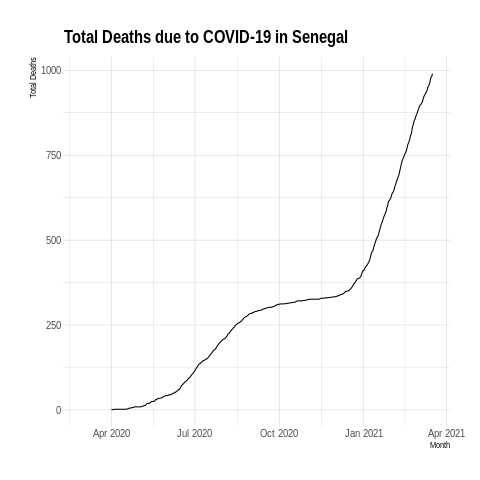 Total Deaths due to COVID-19 in Senegal
Total Deaths
1000
750
500
250
0
Apr 2020 Jul 2020 Oct 2020 Jan 2021 Apr 2021
Month